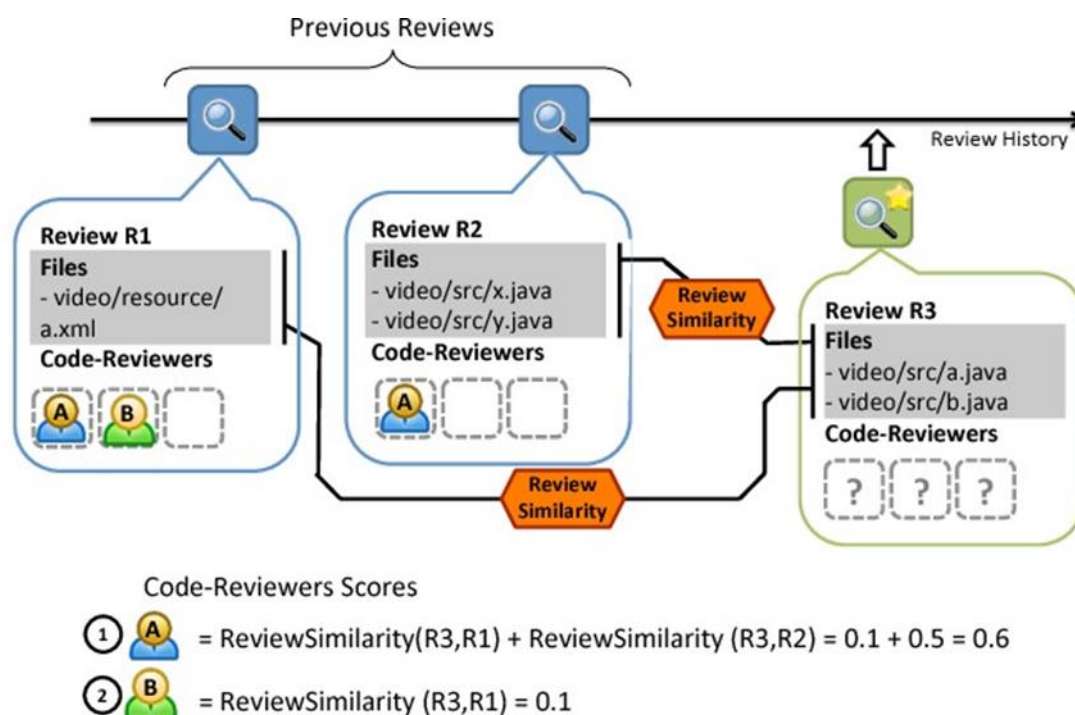 Previous Reviews
Review History
Review R1
Files
- video/resource/
a.xml
Code-Reviewers
A B
Review R2
Files
- video/src/x.java
- video/src/y.java
Code-Reviewers
A
Review
Similarity
Review R3
Files
- video/src/a.java
- video/src/b.java
Code-Reviewers
? ? ?
Review
Similarity
Code-Reviewers Scores
1 A = ReviewSimilarity(R3,R1) + ReviewSimilarity (R3,R2) = 0.1 + 0.5 = 0.6
2 B = ReviewSimilarity (R3,R1) = 0.1